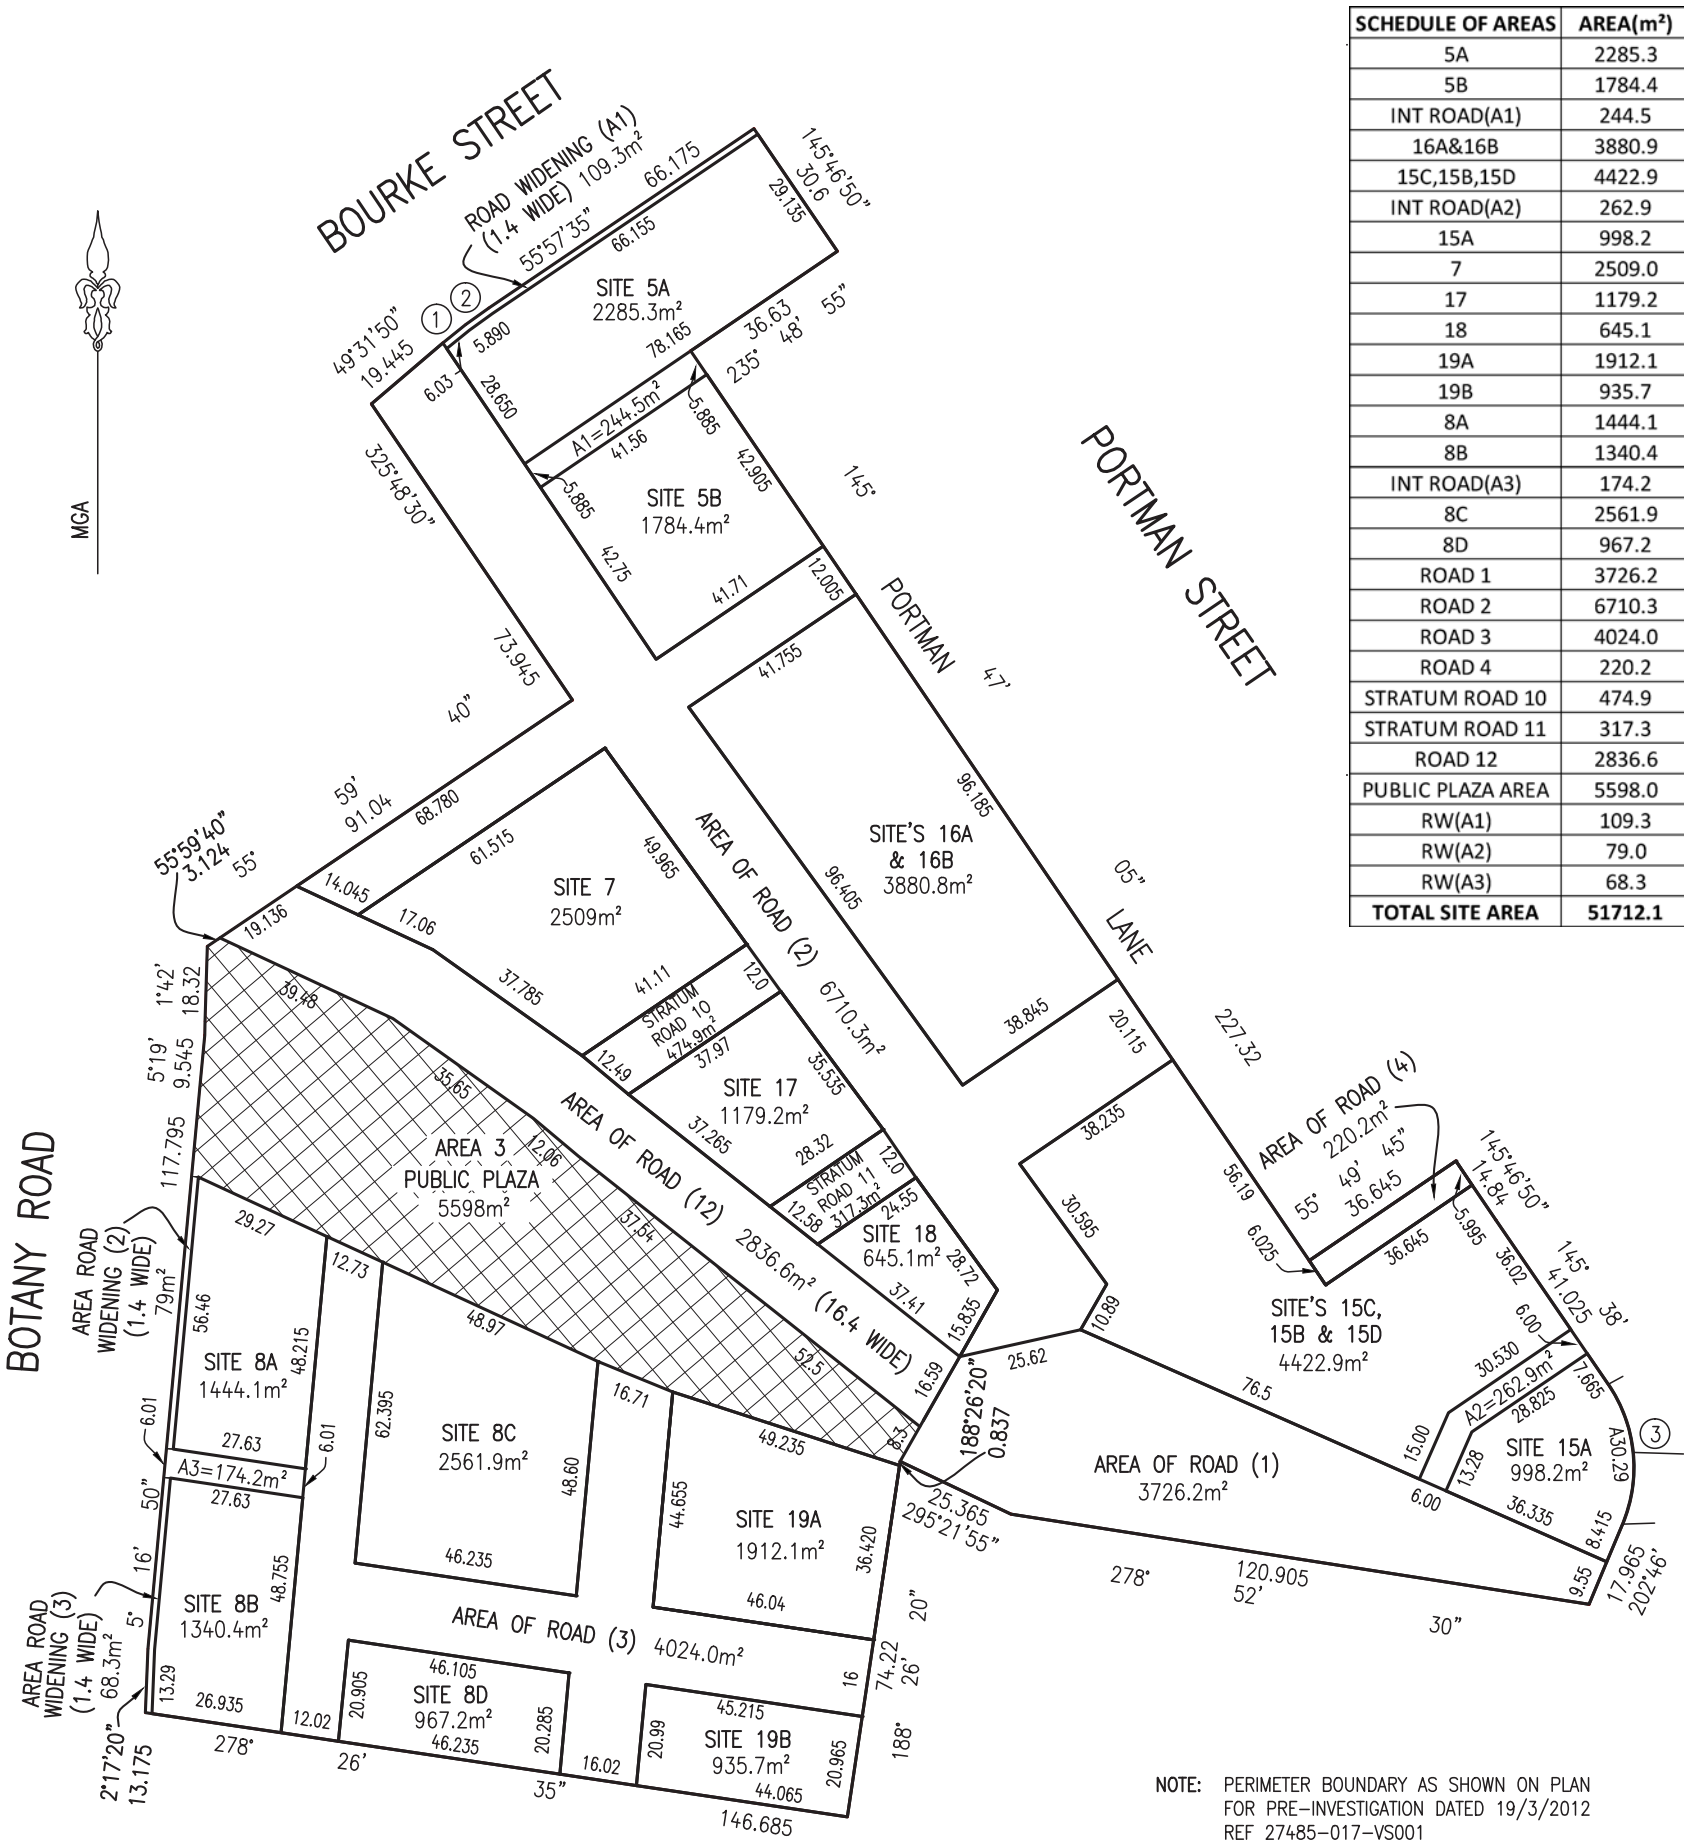 SCHEDULE OF AREAS AREA(m²)
5A 2285.3
5B 1784.4
INT ROAD(A1) 244.5
16A&16B 3880.9
15C,15B,15D 4422.9
INT ROAD(A2) 262.9
15A 998.2
7 2509.0
17 1179.2
18 645.1
19A 1912.1
19B 935.7
8A 1444.1
8B 1340.4
INT ROAD(A3) 174.2
8C 2561.9
8D 967.2
ROAD 1 3726.2
ROAD 2 6710.3
ROAD 3 4024.0
ROAD 4 220.2
STRATUM ROAD 10 474.9
STRATUM ROAD 11 317.3
ROAD 12 2836.6
PUBLIC PLAZA AREA 5598.0
RW(A1) 109.3
RW(A2) 79.0
RW(A3) 68.3
TOTAL SITE AREA 51712.1
BOURKE STREET
ROAD WIDENING (A1)
(1.4 WIDE) 109.3m²
66.175
55°57'35"
66.155
145°46'50"
30.6
29.135
SITE 5A
2285.3m²
1
2
49°31'50"
19.445
5.890
6.03
28.650
78.165
36.63
235° 48' 55"
A1=244.5m²
41.56
5.885
5.885
42.905
SITE 5B
1784.4m²
42.75
41.71
12.005
MGA
325°48'30"
73.945
145° 47' 05"
227.32
PORTMAN STREET
PORTMAN LANE
41.755
96.185
96.405
SITE'S 16A
& 16B
3880.8m²
38.845
20.115
55° 59' 40"
91.04
68.780
55°59'40"
3.124
19.136
14.045
61.515
17.06
49.965
SITE 7
2509m²
37.785
41.11
12.0
STRATUM
ROAD 10
474.9m²
12.49
37.97
AREA OF ROAD (2) 6710.3m²
SITE 17
1179.2m²
35.535
37.265
28.32
12.0
STRATUM
ROAD 11
317.3m²
12.58
24.55
SITE 18
645.1m²
28.72
37.41
15.835
AREA OF ROAD (12) 2836.6m² (16.4 WIDE)
16.59
1°42'
18.32
5°19'
9.545
117.795
39.48
35.65
12.06
37.54
52.5
8.3
AREA 3
PUBLIC PLAZA
5598m²
BOTANY ROAD
AREA ROAD
WIDENING (2)
(1.4 WIDE)
79m²
29.27
12.73
48.97
16.71
49.235
56.46
48.215
SITE 8A
1444.1m²
27.63
6.01
6.01
A3=174.2m²
27.63
5° 16' 50"
62.395
SITE 8C
2561.9m²
48.60
46.235
44.655
SITE 19A
1912.1m²
36.420
46.04
AREA ROAD
WIDENING (3)
(1.4 WIDE)
68.3m²
SITE 8B
1340.4m²
48.755
13.29
26.935
2°17'20"
13.175
AREA OF ROAD (3) 4024.0m²
16
74.22
188° 26' 20"
46.105
20.905
SITE 8D
967.2m²
20.285
46.235
12.02
16.02
45.215
20.99
SITE 19B
935.7m²
20.965
44.065
278° 26' 35"
146.685
38.235
30.595
10.89
25.62
188°26'20"
0.837
25.365
295°21'55"
76.5
AREA OF ROAD (1)
3726.2m²
278° 52' 30"
120.905
56.19
6.025
AREA OF ROAD (4)
220.2m²
55° 49' 45"
36.645
36.645
5.995
145°46'50"
14.84
36.02
145° 38'
41.025
SITE'S 15C,
15B & 15D
4422.9m²
6.00
30.530
A2=262.9m²
28.825
7.665
15.00
13.28
SITE 15A
998.2m²
A30.29
3
6.00
36.335
8.415
9.55
17.965
202°46'
NOTE: PERIMETER BOUNDARY AS SHOWN ON PLAN
FOR PRE-INVESTIGATION DATED 19/3/2012
REF 27485-017-VS001